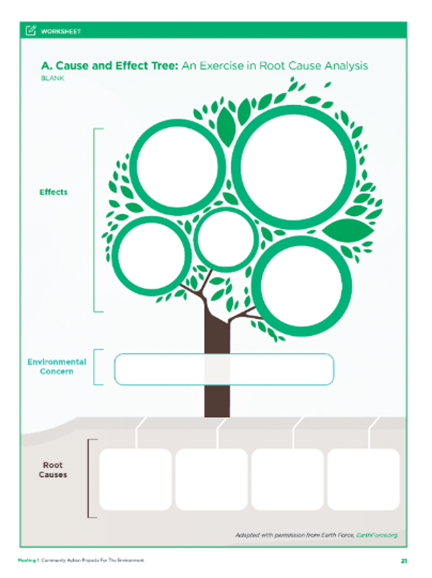 WORKSHEET
A. Cause and Effect Tree: An Exercise in Root Cause Analysis
BLANK
Effects
Environmental
Concern
Root
Causes
Adapted with permission from Earth Force, EarthForce.org.
Meeting 1 Community Action Projects For The Environment
21